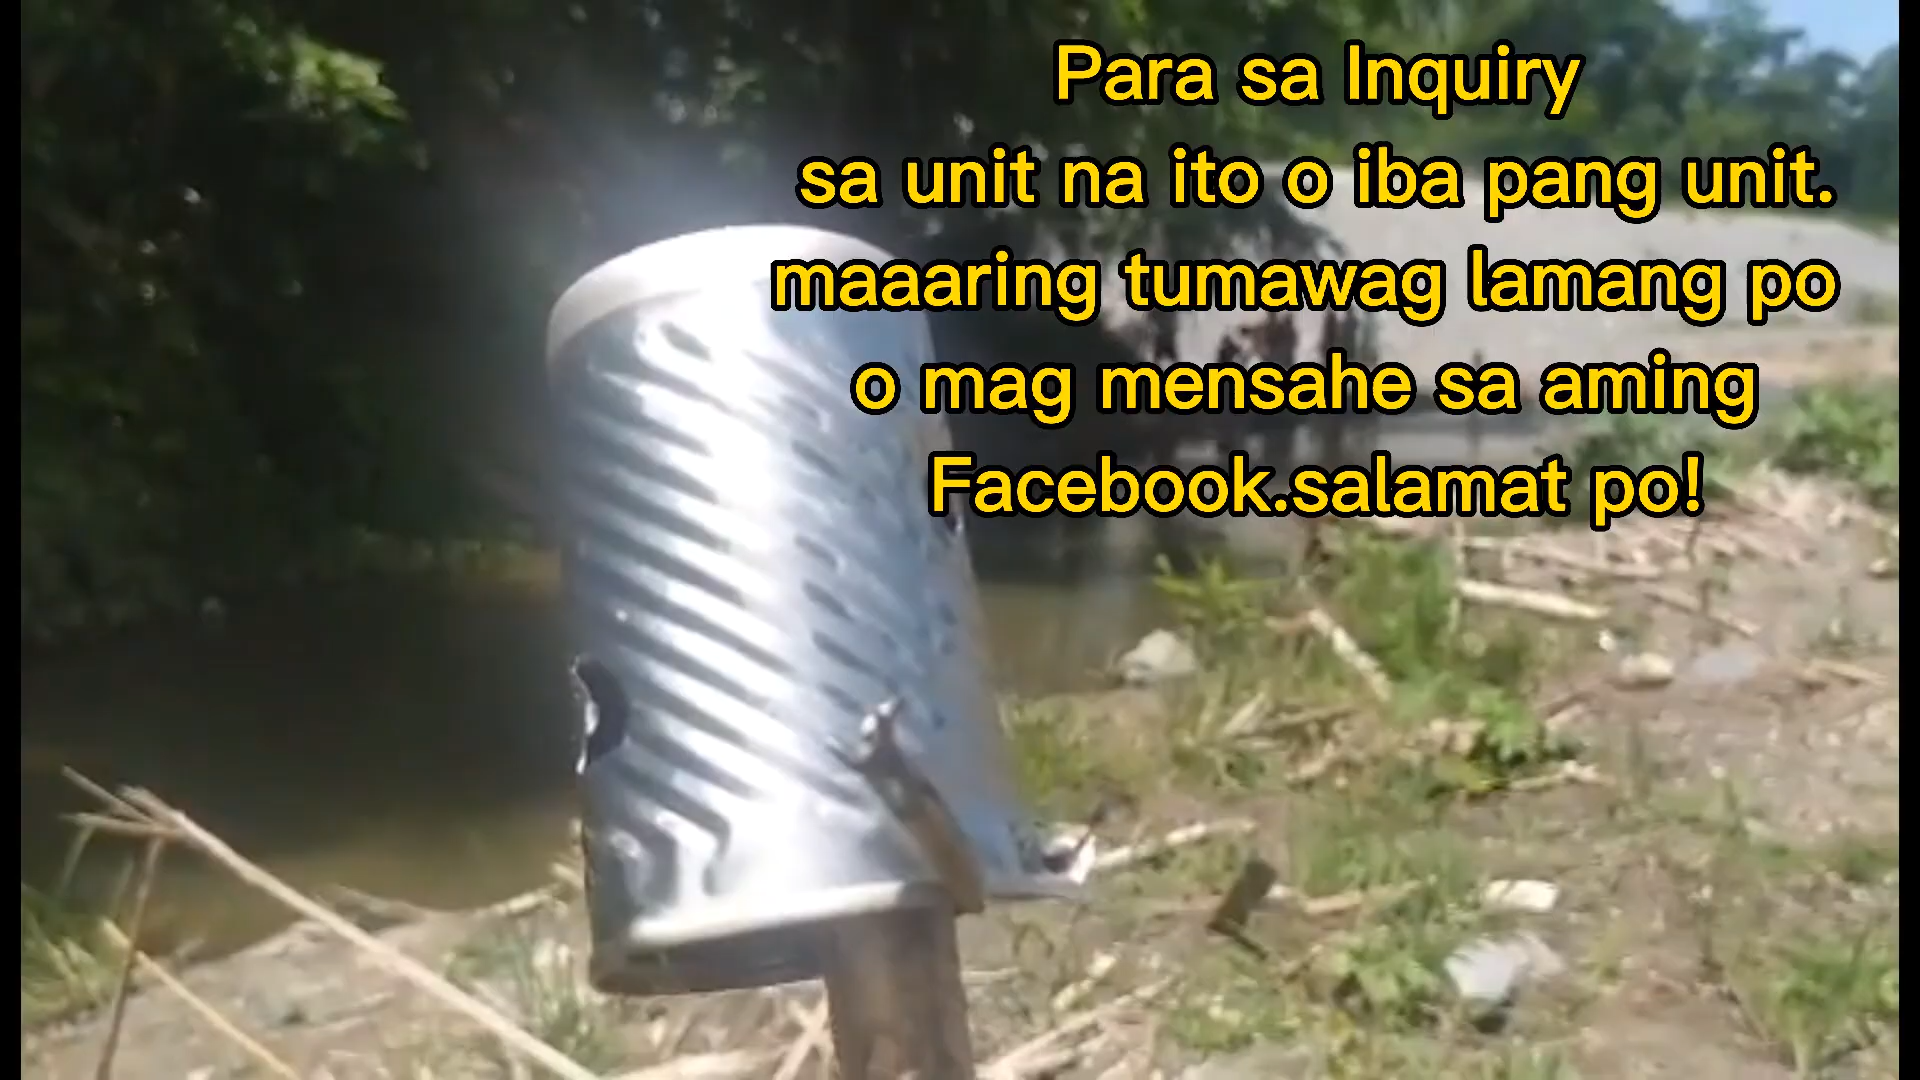 Para sa Inquiry
sa unit na ito o iba pang unit.
maaaring tumawag lamang po
o mag mensahe sa aming
Facebook.salamat po!